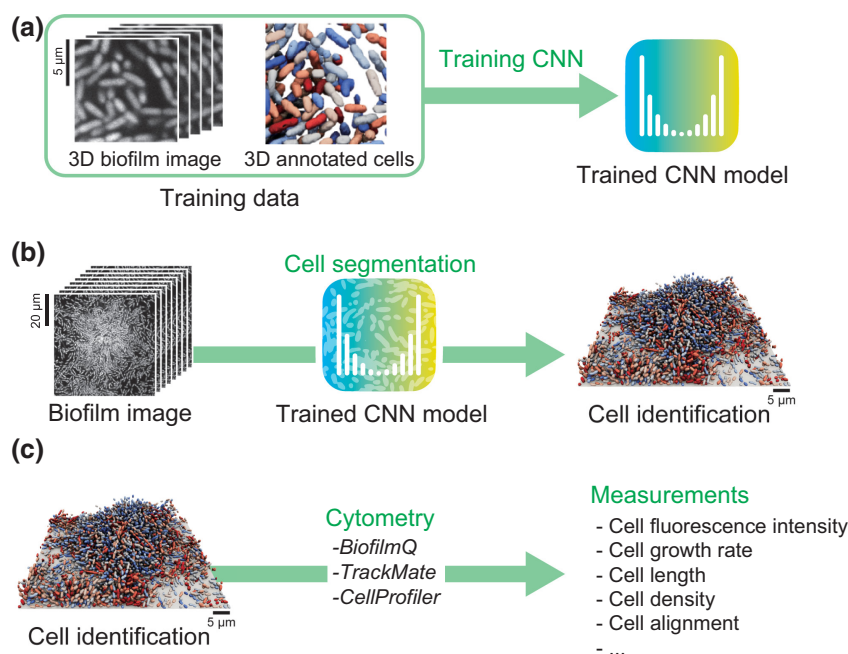 (a)
5 µm
3D biofilm image
3D annotated cells
Training data
Training CNN
Trained CNN model
(b)
20 µm
Biofilm image
Cell segmentation
Trained CNN model
5 µm
Cell identification
(c)
5 µm
Cell identification
Cytometry
-BiofilmQ
-TrackMate
-CellProfiler
Measurements
- Cell fluorescence intensity
- Cell growth rate
- Cell length
- Cell density
- Cell alignment
- ...